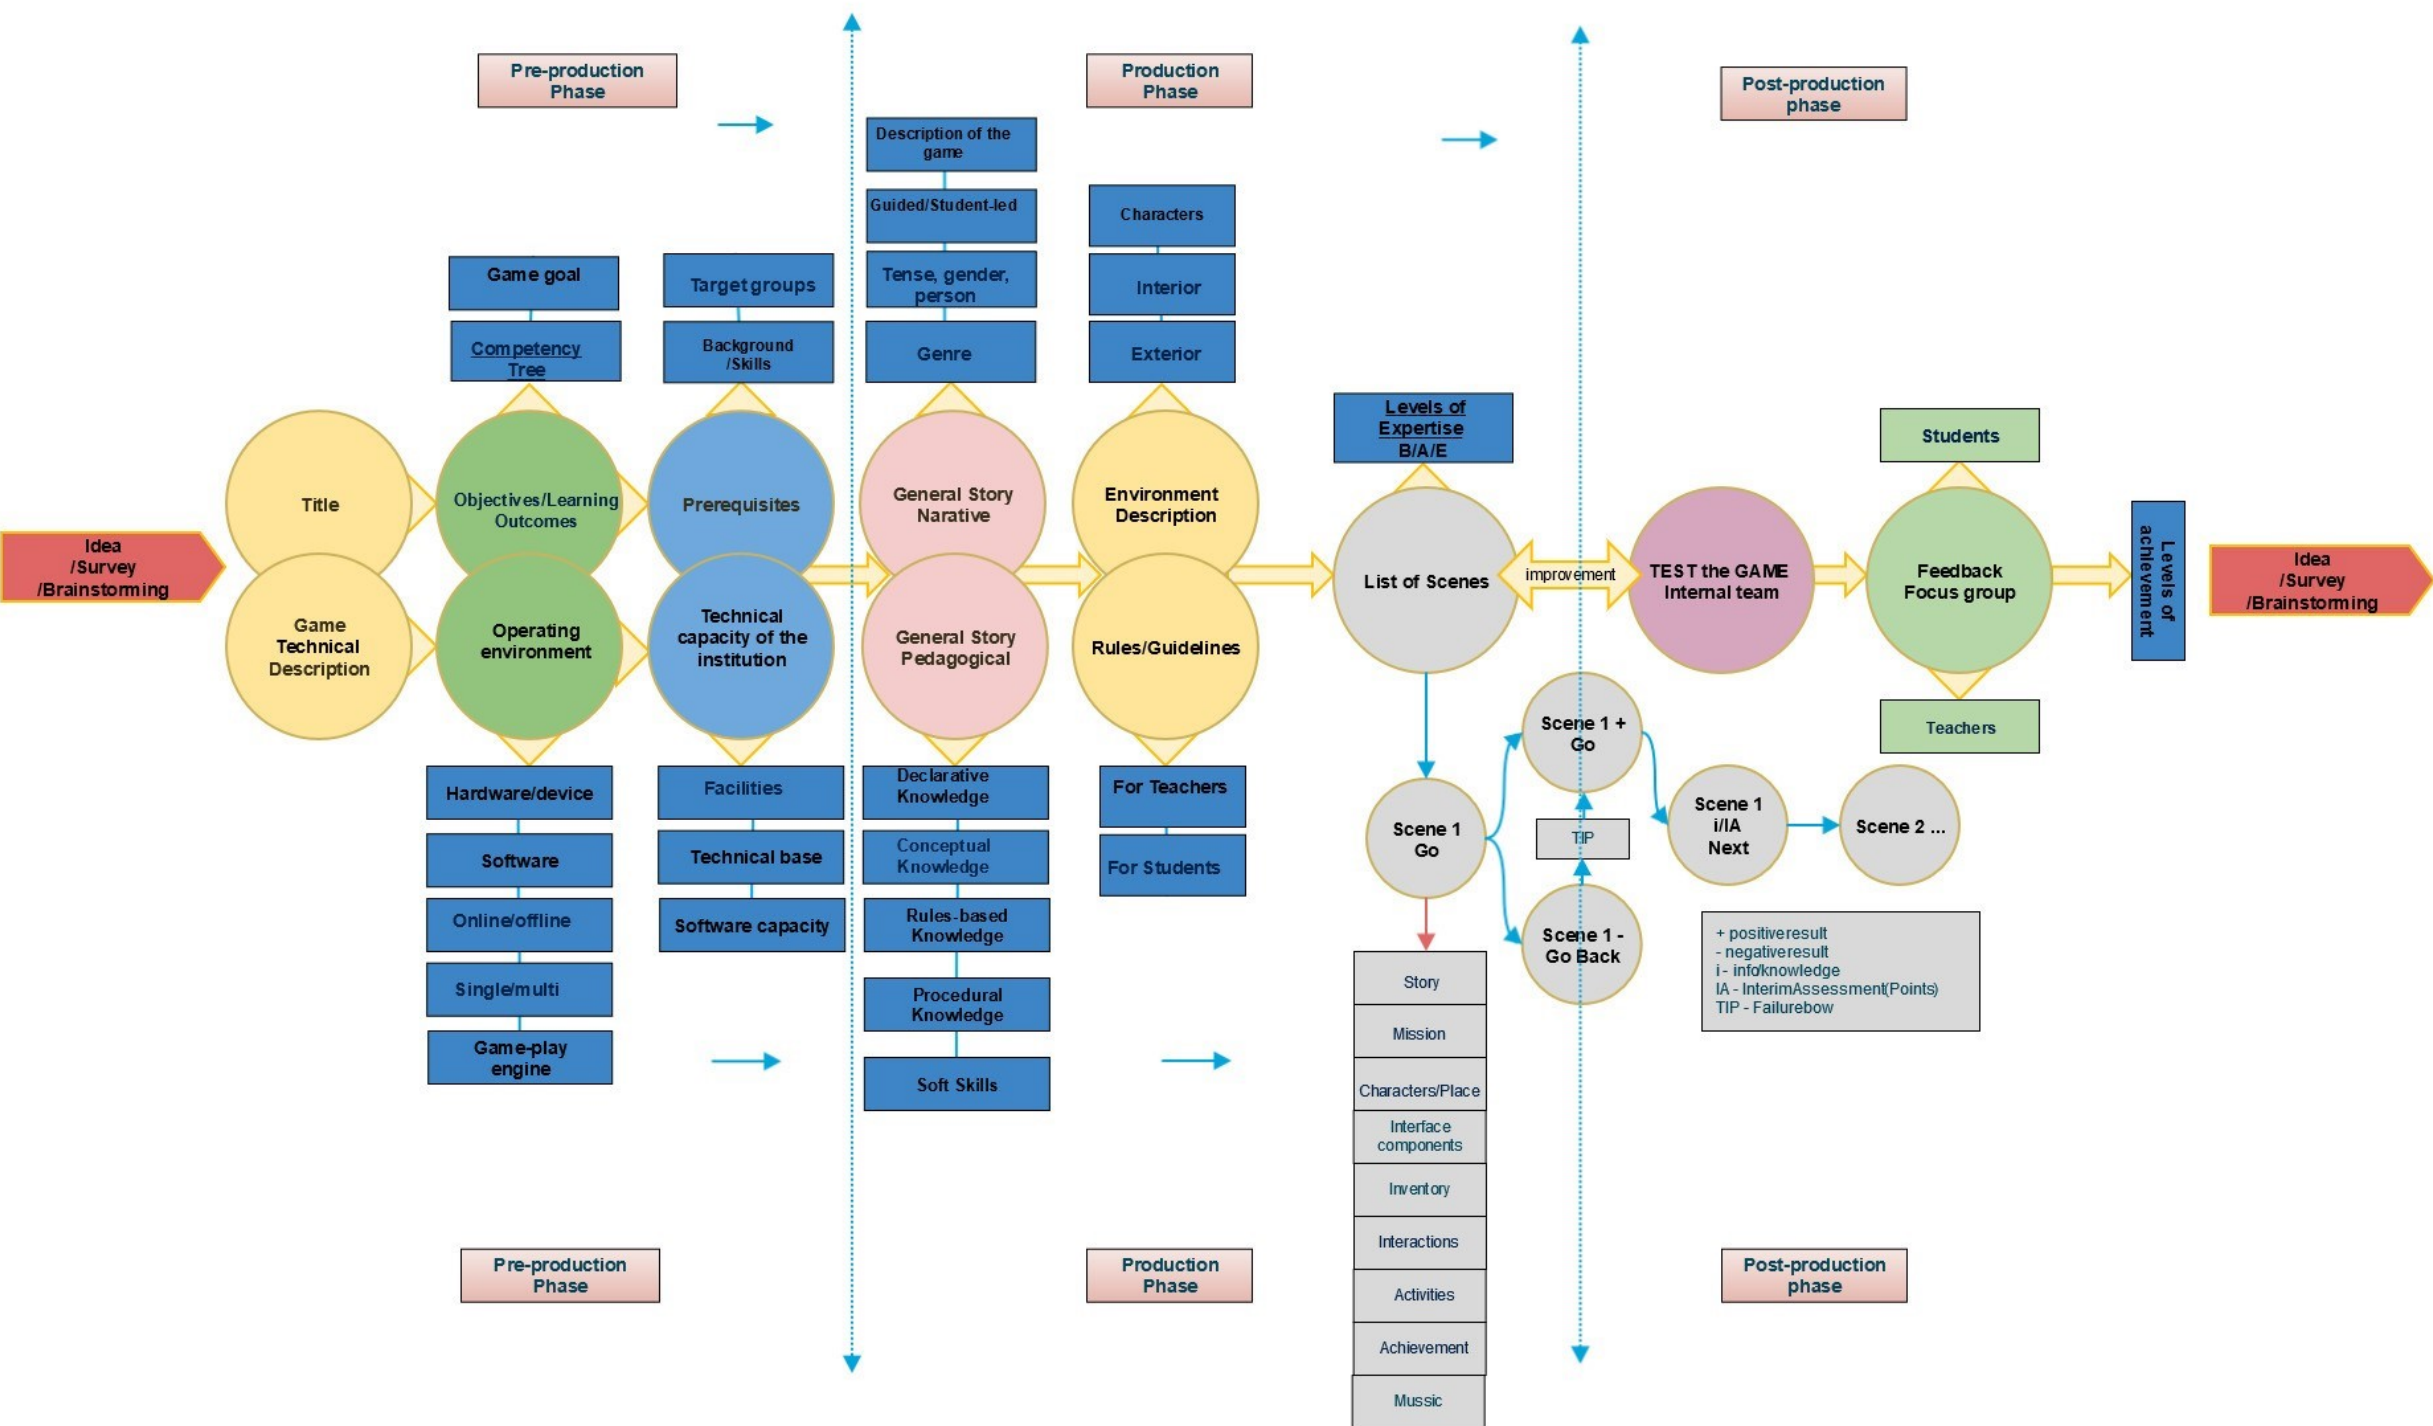 Pre-production
Phase
Production
Phase
Post-production
phase
Description of the
game
Guided/Student-led
Tense, gender,
person
Genre
Characters
Interior
Exterior
Game goal
Competency
Tree
Target groups
Background
/Skills
Levels of
Expertise
B/A/E
Students
Idea
/Survey
/Brainstorming
Title
Objectives/Learning
Outcomes
Prerequisites
General Story
Narative
Environment
Description
Game
Technical
Description
Operating
environment
Technical
capacity of the
institution
General Story
Pedagogical
Rules/Guidelines
List of Scenes
improvement
TEST the GAME
Internal team
Feedback
Focus group
Levels of
achievement
Idea
/Survey
/Brainstorming
Teachers
Hardware/device
Software
Online/offline
Single/multi
Game-play
engine
Facilities
Technical base
Software capacity
Declarative
Knowledge
Conceptual
Knowledge
Rules-based
Knowledge
Procedural
Knowledge
Soft Skills
For Teachers
For Students
Scene 1
Go
Scene 1 +
Go
TIP
Scene 1 -
Go Back
Scene 1
i/IA
Next
Scene 2 ...
+ positiveresult
- negativeresult
i - info/knowledge
IA - InterimAssessment(Points)
TIP - Failurebow
Story
Mission
Characters/Place
Interface
components
Inventory
Interactions
Activities
Achievement
Mussic
Pre-production
Phase
Production
Phase
Post-production
phase